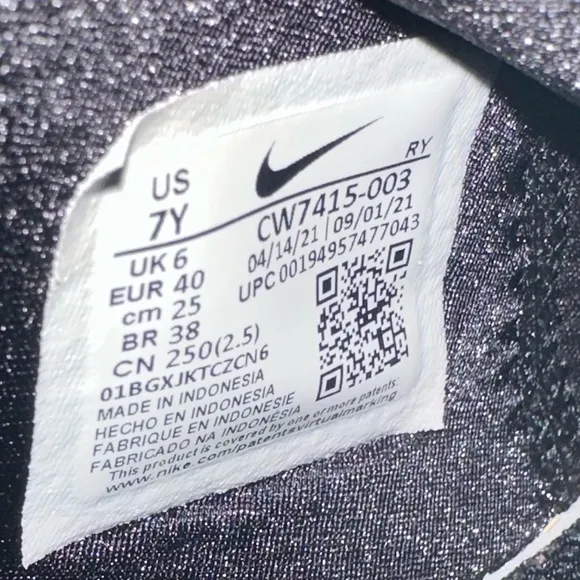 RY
US
7Y
CW7415-003
UK 6
04/14/21 | 09/01/21
EUR 40
UPC 00194957477043
cm 25
BR 38
CN 250(2.5)
01BGXJKTCZCN6
MADE IN INDONESIA
HECHO EN INDONESIA
FABRIQUE EN INDONÉSIE
FABRICADO NA INDONÉSIA
This product is covered by one or more patents.
www.nike.com/patentsvirtualmarking